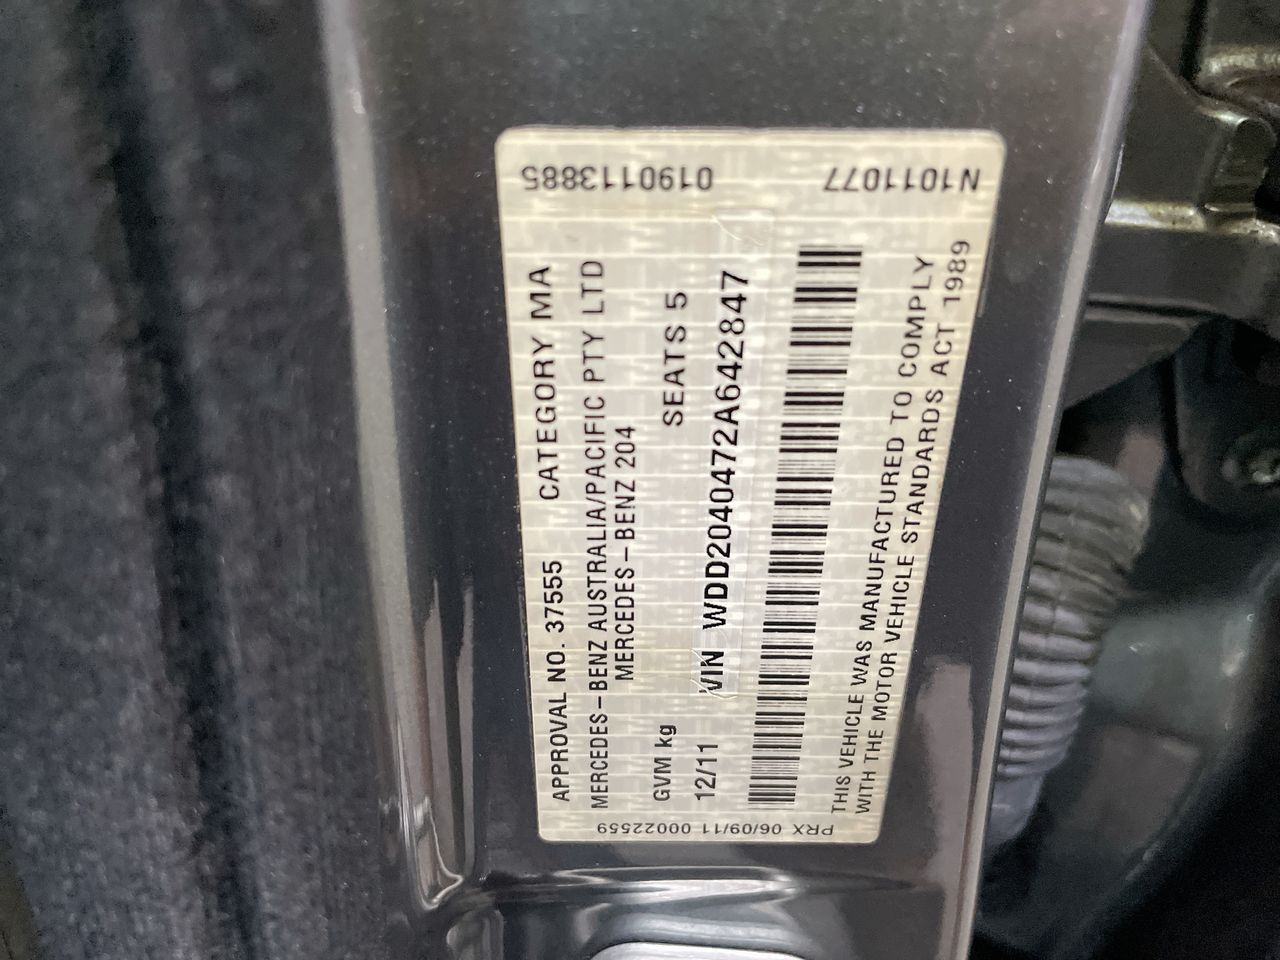 APPROVAL NO. 37555 CATEGORY MA
MERCEDES-BENZ AUSTRALIA/PACIFIC PTY LTD
MERCEDES-BENZ 204
GVM kg SEATS 5
12/11 VIN WDD2040472A642847
THIS VEHICLE WAS MANUFACTURED TO COMPLY
WITH THE MOTOR VEHICLE STANDARDS ACT 1989
PRX 06/09/11 00022559
N1011077 0190113885